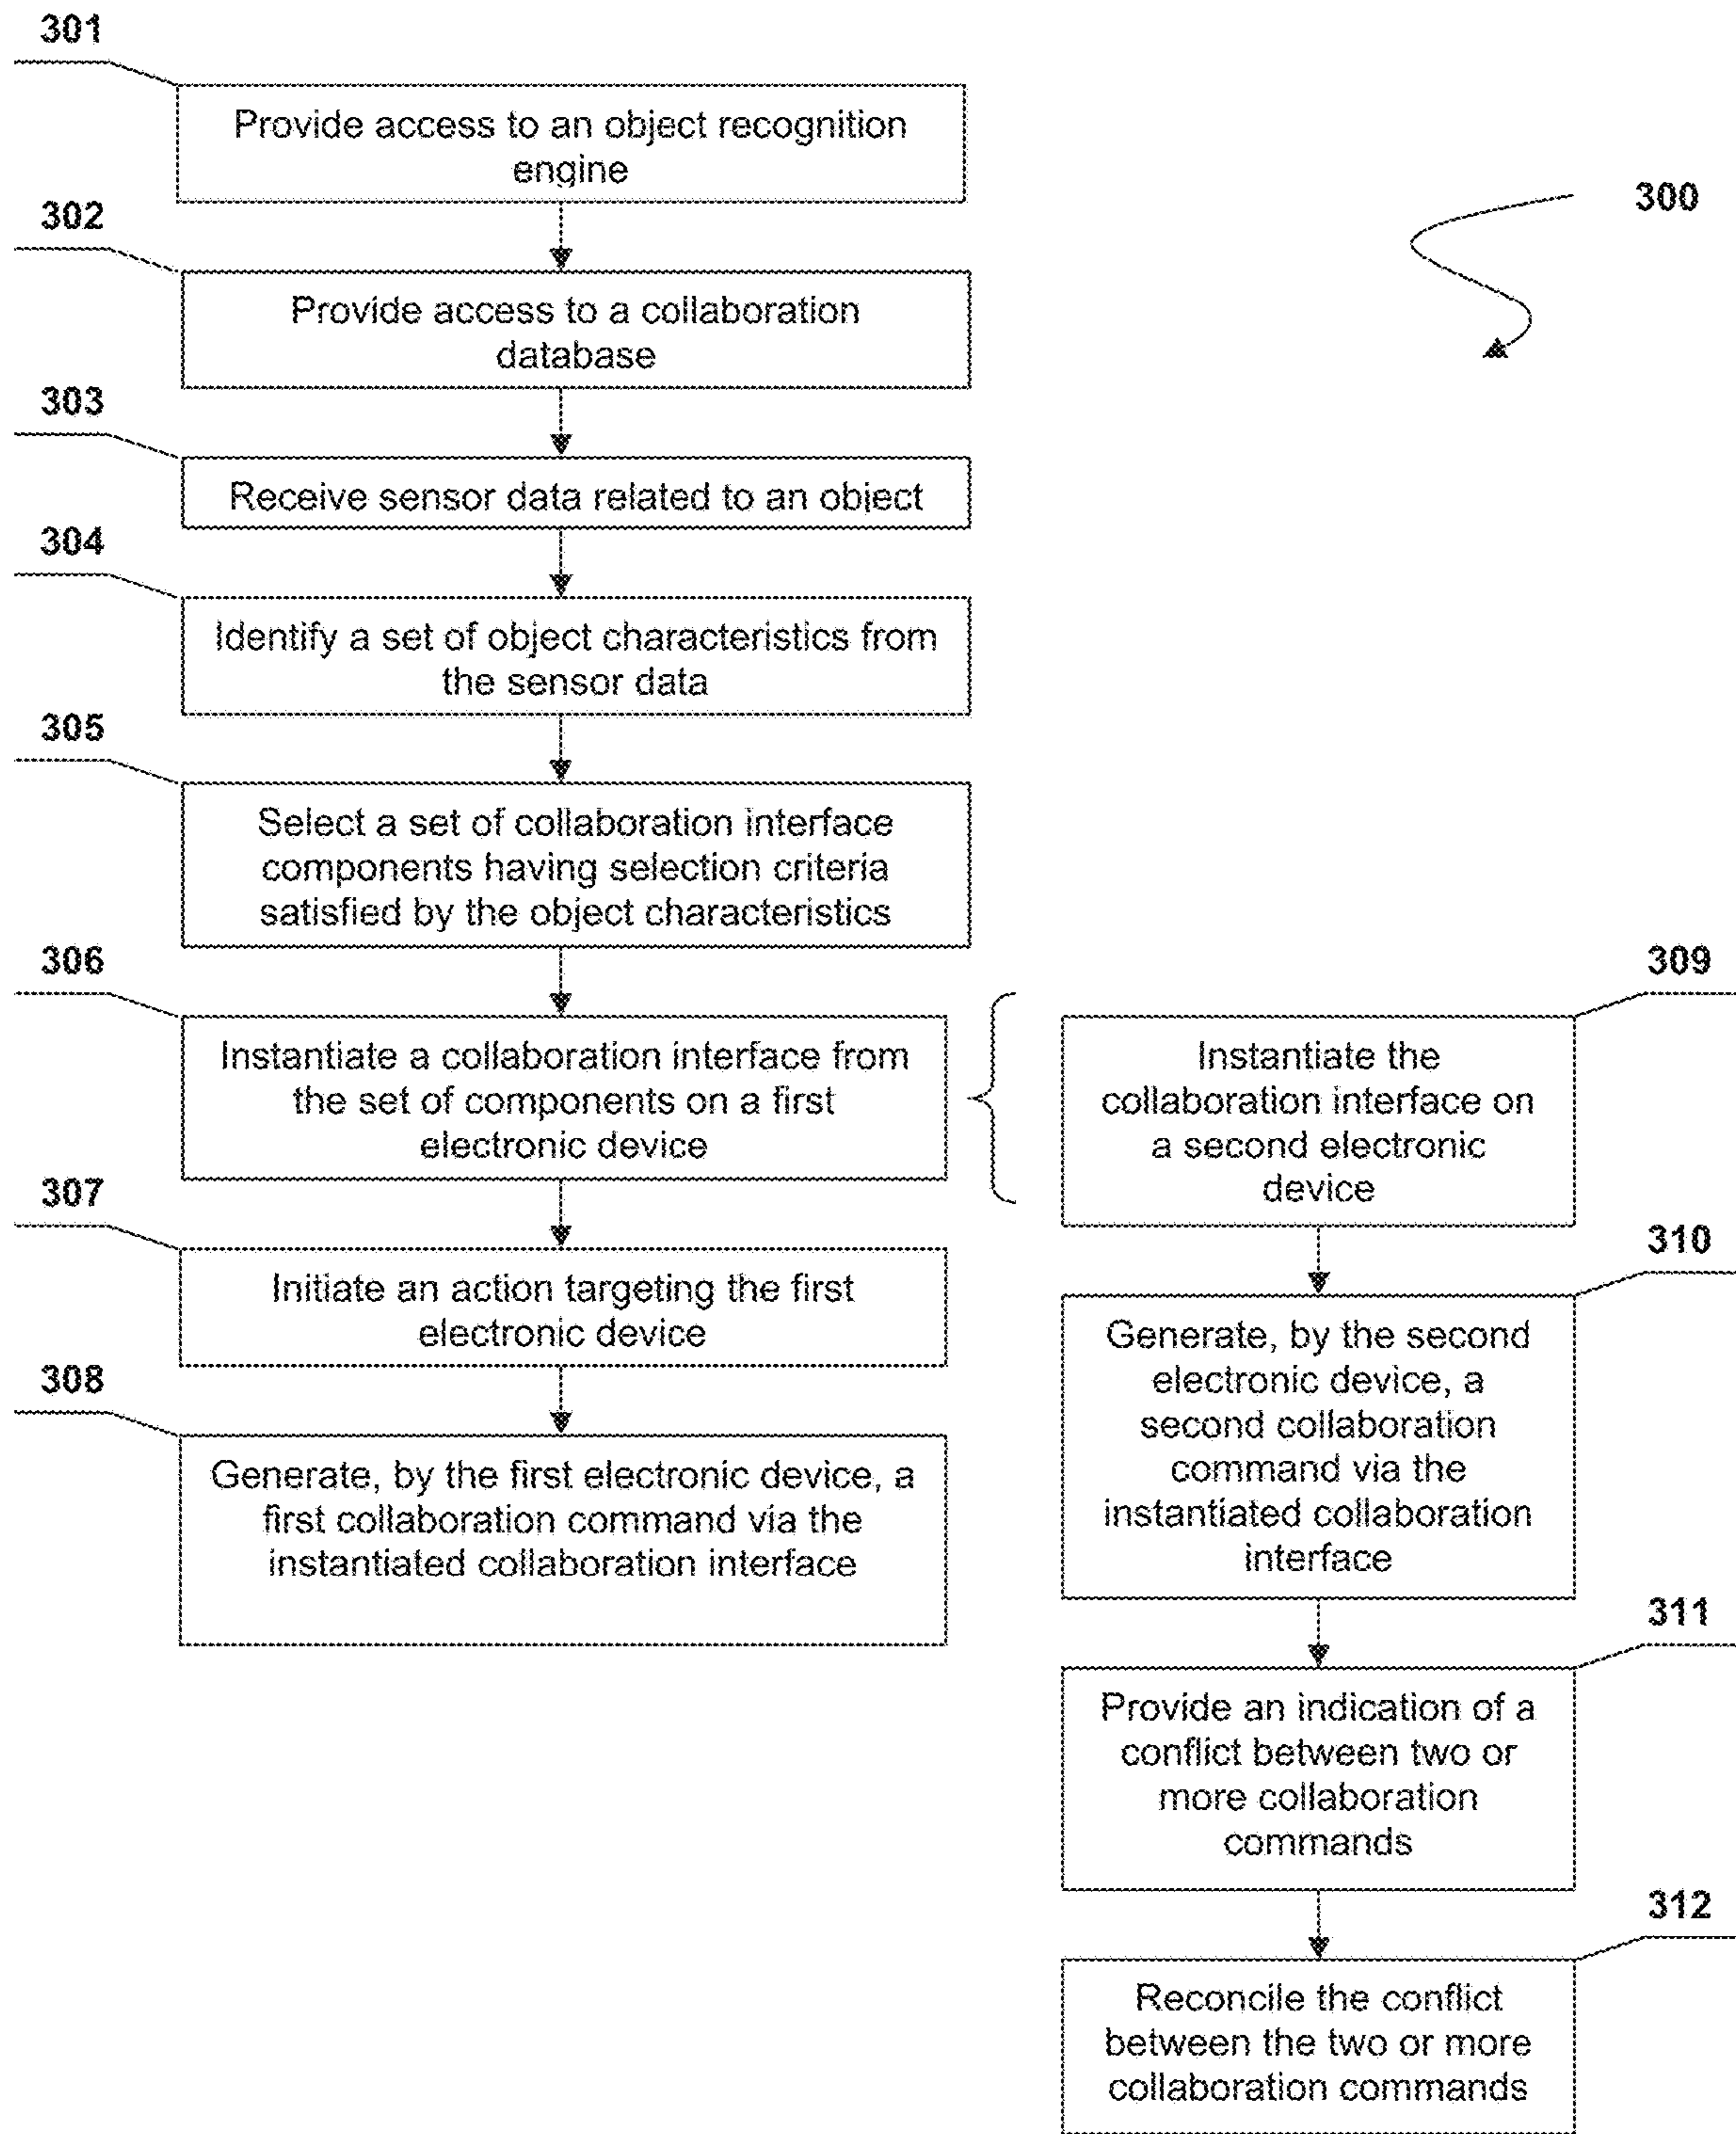 301
Provide access to an object recognition
engine
302
300
Provide access to a collaboration
database
303
Receive sensor data related to an object
304
Identify a set of object characteristics from
the sensor data
305
Select a set of collaboration interface
components having selection criteria
satisfied by the object characteristics
306
Instantiate a collaboration interface from
the set of components on a first
electronic device
307
Initiate an action targeting the first
electronic device
308
Generate, by the first electronic device, a
first collaboration command via the
instantiated collaboration interface
309
Instantiate the
collaboration interface on
a second electronic
device
310
Generate, by the second
electronic device, a
second collaboration
command via the
instantiated collaboration
interface
311
Provide an indication of a
conflict between two or
more collaboration
commands
312
Reconcile the conflict
between the two or more
collaboration commands